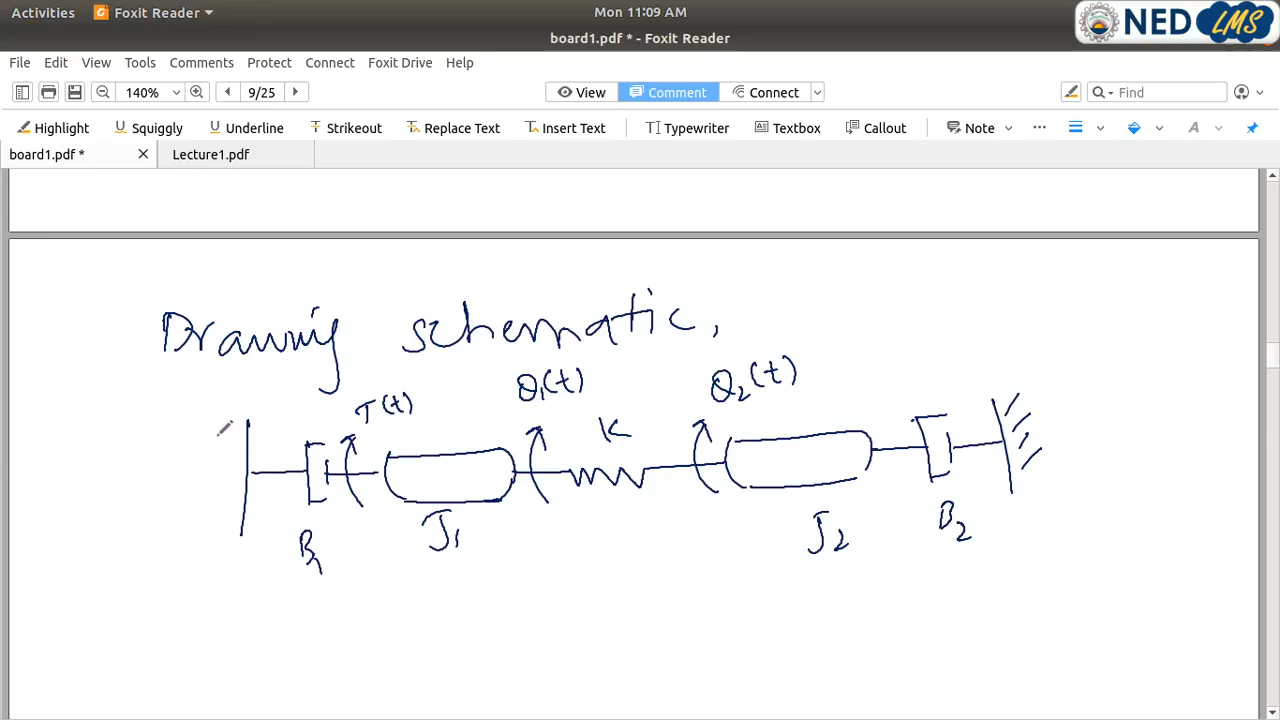 Activities Foxit Reader Mon 11:09 AM
board1.pdf * - Foxit Reader
NED LMS
File Edit View Tools Comments Protect Connect Foxit Drive Help
140% 9/25 View Comment Connect Find
Highlight Squiggly Underline Strikeout Replace Text Insert Text Typewriter Textbox Callout Note
board1.pdf * Lecture1.pdf
Drawing schematic,
T(t) θ1(t) K θ2(t)
B1 J1 J2 B2